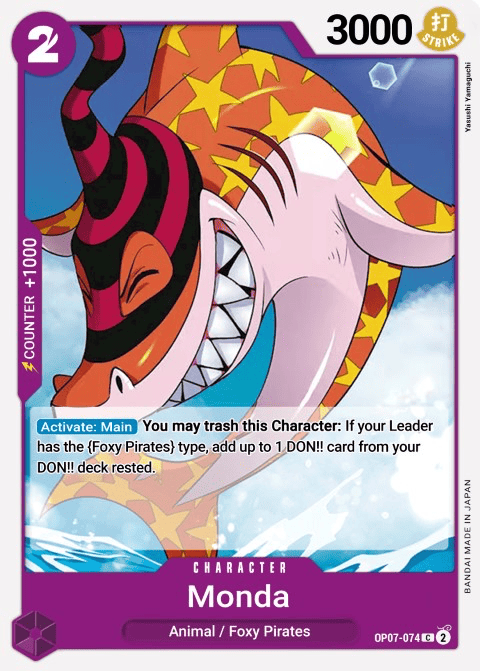 2
3000
打
STRIKE
Yasushi Yamaguchi
COUNTER +1000
Activate: Main You may trash this Character: If your Leader
has the {Foxy Pirates} type, add up to 1 DON!! card from your
DON!! deck rested.
BANDAI MADE IN JAPAN
CHARACTER
Monda
Animal / Foxy Pirates
OP07-074 C 2